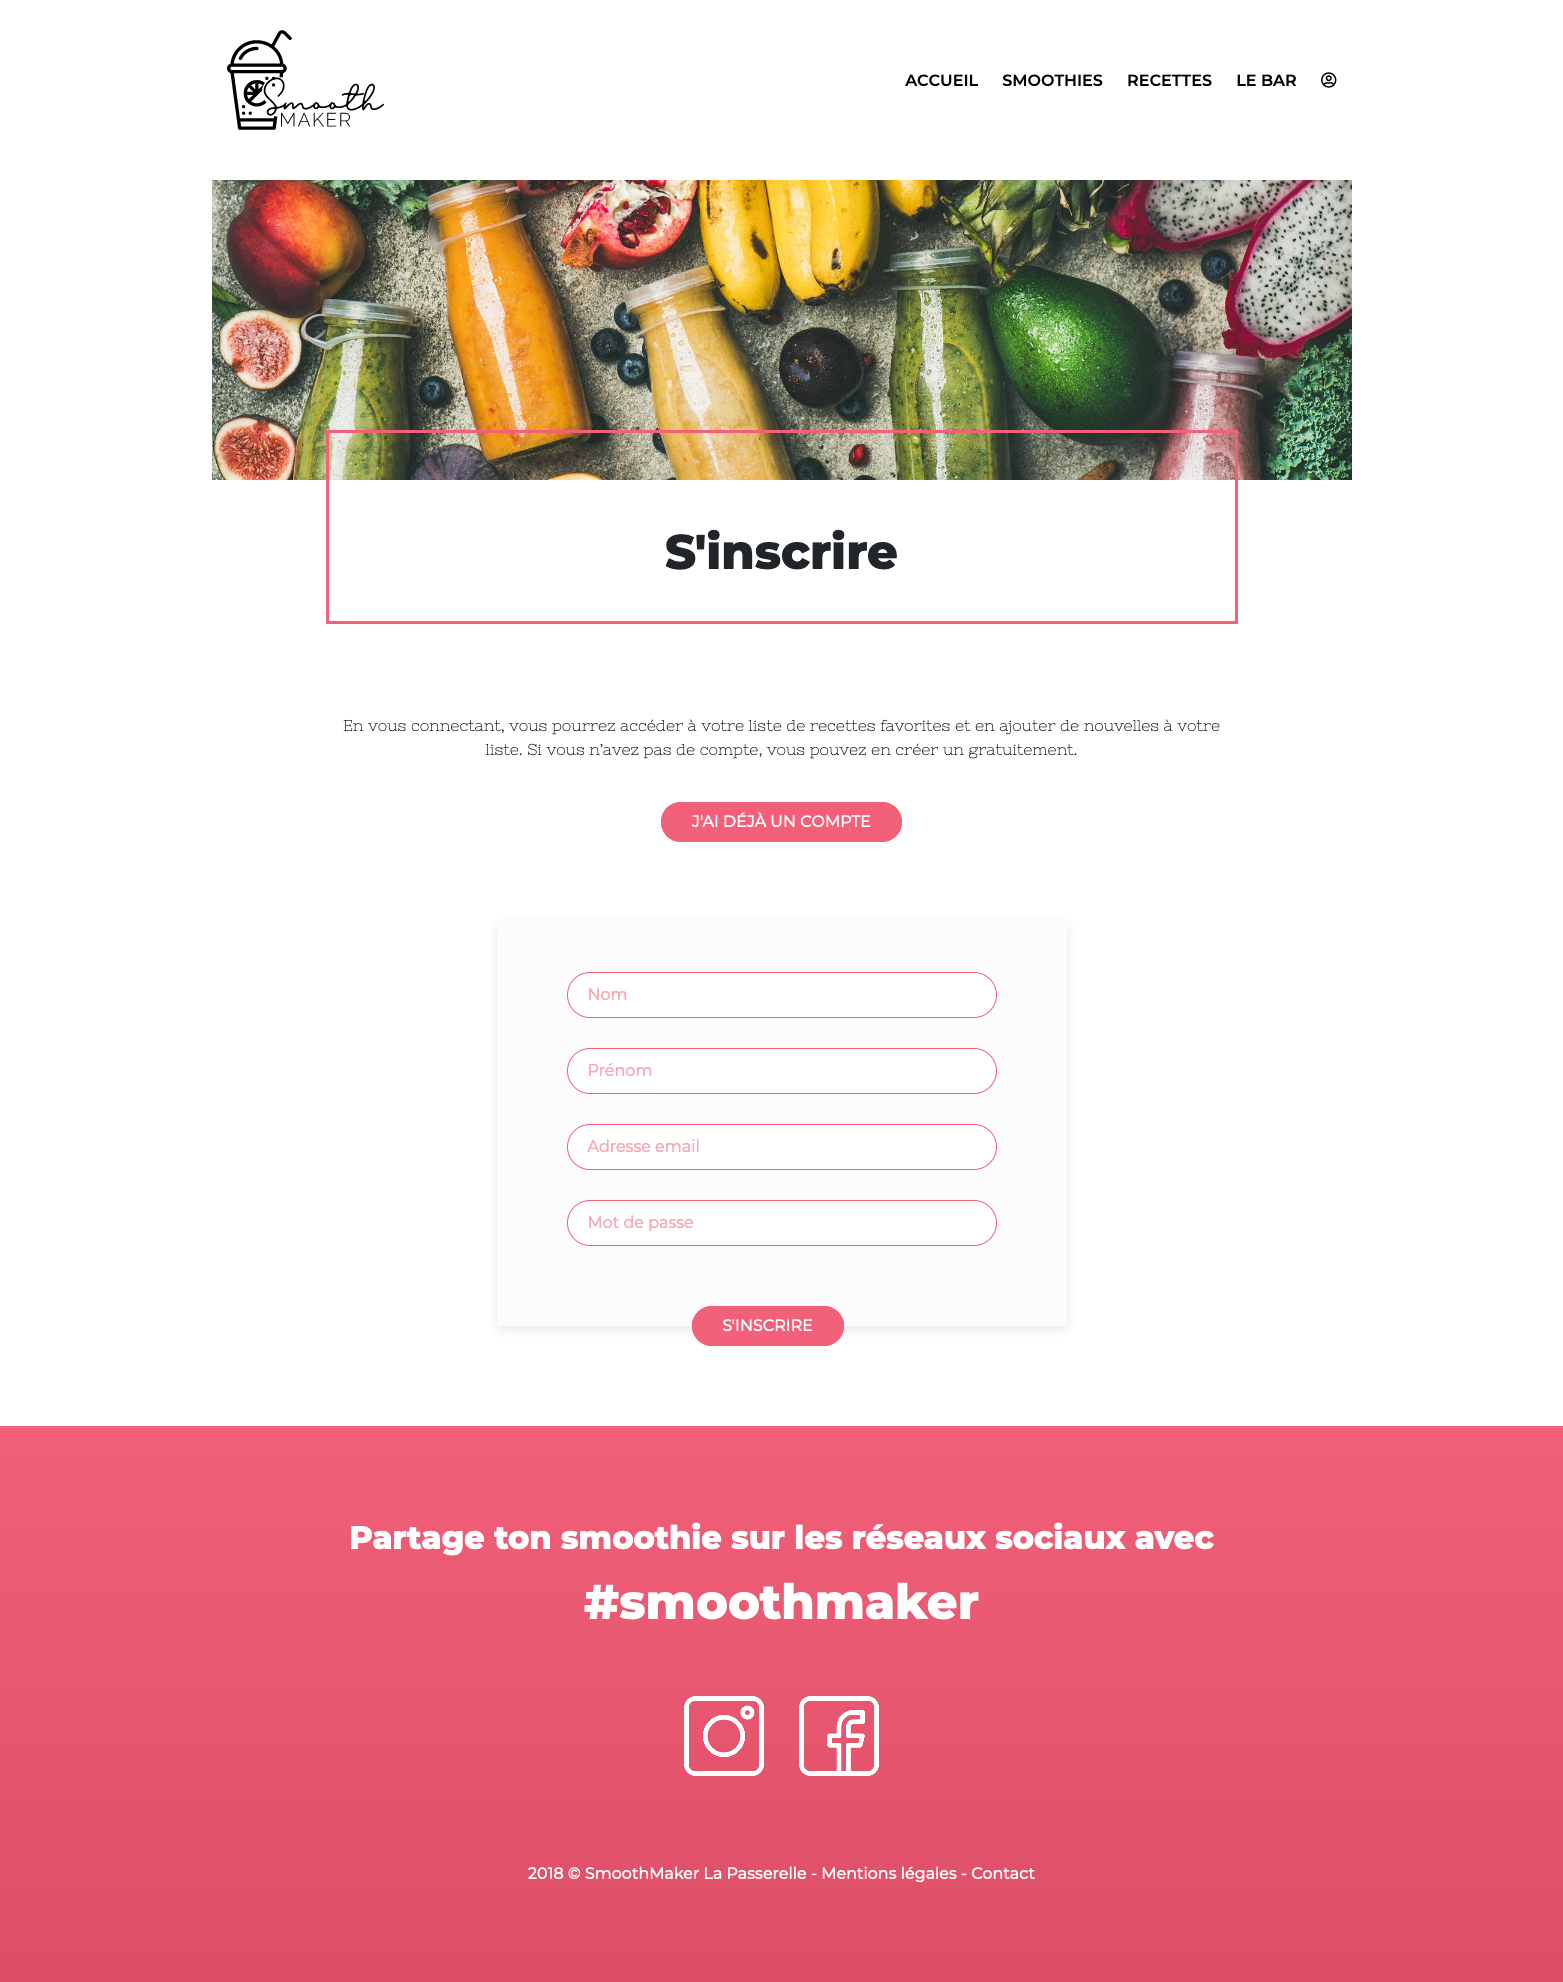 Smooth
MAKER
ACCUEIL SMOOTHIES RECETTES LE BAR
S'inscrire
En vous connectant, vous pourrez accéder à votre liste de recettes favorites et en ajouter de nouvelles à votre
liste. Si vous n'avez pas de compte, vous pouvez en créer un gratuitement.
J'AI DÉJÀ UN COMPTE
Nom
Prénom
Adresse email
Mot de passe
S'INSCRIRE
Partage ton smoothie sur les réseaux sociaux avec
#smoothmaker
2018 © SmoothMaker La Passerelle - Mentions légales - Contact